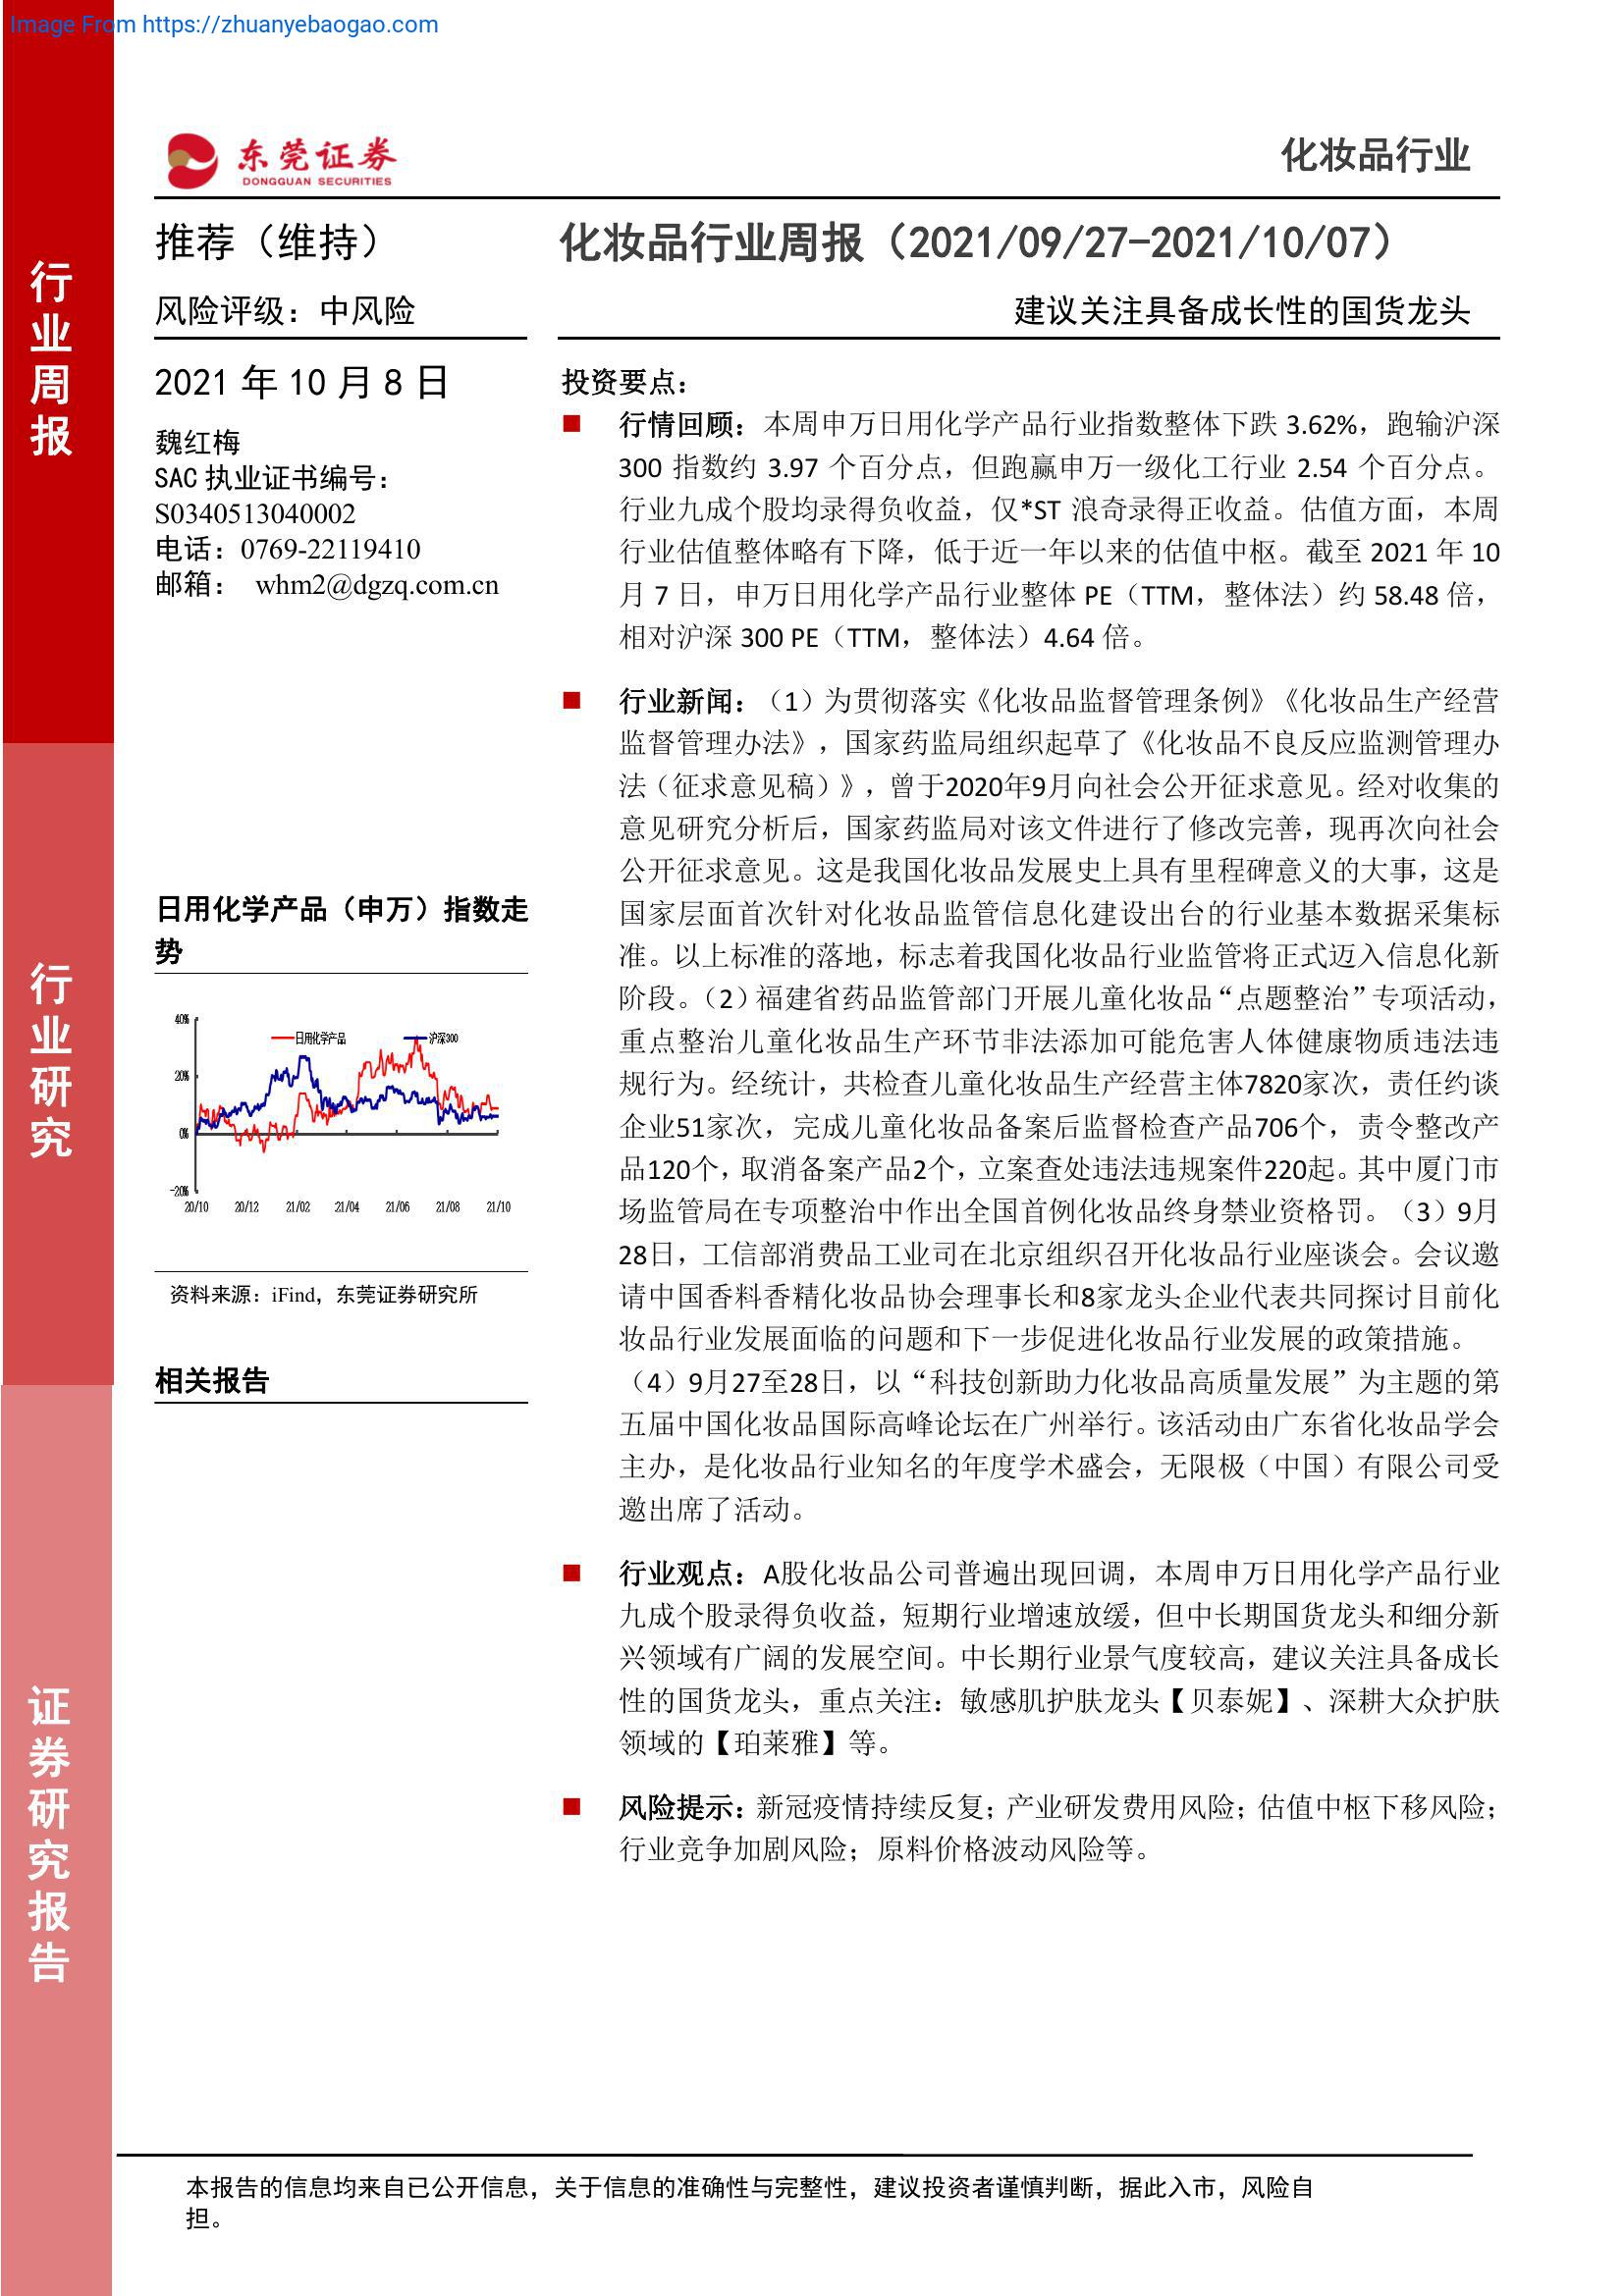 Image From https://zhuanyebaogao.com
东莞证券
DONGGUAN SECURITIES
化妆品行业
行业周报
行业研究
证券研究报告
推荐（维持）
风险评级：中风险
2021 年 10 月 8 日
魏红梅
SAC 执业证书编号：
S0340513040002
电话：0769-22119410
邮箱： whm2@dgzq.com.cn
日用化学产品（申万）指数走
势
40%
20%
0%
-20%
日用化学产品
沪深300
20/10 20/12 21/02 21/04 21/06 21/08 21/10
资料来源：iFind，东莞证券研究所
相关报告
化妆品行业周报（2021/09/27-2021/10/07）
建议关注具备成长性的国货龙头
投资要点：
■ 行情回顾：本周申万日用化学产品行业指数整体下跌 3.62%，跑输沪深
300 指数约 3.97 个百分点，但跑赢申万一级化工行业 2.54 个百分点。
行业九成个股均录得负收益，仅*ST 浪奇录得正收益。估值方面，本周
行业估值整体略有下降，低于近一年以来的估值中枢。截至 2021 年 10
月 7 日，申万日用化学产品行业整体 PE（TTM，整体法）约 58.48 倍，
相对沪深 300 PE（TTM，整体法）4.64 倍。
■ 行业新闻：（1）为贯彻落实《化妆品监督管理条例》《化妆品生产经营
监督管理办法》，国家药监局组织起草了《化妆品不良反应监测管理办
法（征求意见稿）》，曾于2020年9月向社会公开征求意见。经对收集的
意见研究分析后，国家药监局对该文件进行了修改完善，现再次向社会
公开征求意见。这是我国化妆品发展史上具有里程碑意义的大事，这是
国家层面首次针对化妆品监管信息化建设出台的行业基本数据采集标
准。以上标准的落地，标志着我国化妆品行业监管将正式迈入信息化新
阶段。（2）福建省药品监管部门开展儿童化妆品“点题整治”专项活动，
重点整治儿童化妆品生产环节非法添加可能危害人体健康物质违法违
规行为。经统计，共检查儿童化妆品生产经营主体7820家次，责任约谈
企业51家次，完成儿童化妆品备案后监督检查产品706个，责令整改产
品120个，取消备案产品2个，立案查处违法违规案件220起。其中厦门市
场监管局在专项整治中作出全国首例化妆品终身禁业资格罚。（3）9月
28日，工信部消费品工业司在北京组织召开化妆品行业座谈会。会议邀
请中国香料香精化妆品协会理事长和8家龙头企业代表共同探讨目前化
妆品行业发展面临的问题和下一步促进化妆品行业发展的政策措施。
（4）9月27至28日，以“科技创新助力化妆品高质量发展”为主题的第
五届中国化妆品国际高峰论坛在广州举行。该活动由广东省化妆品学会
主办，是化妆品行业知名的年度学术盛会，无限极（中国）有限公司受
邀出席了活动。
■ 行业观点：A股化妆品公司普遍出现回调，本周申万日用化学产品行业
九成个股录得负收益，短期行业增速放缓，但中长期国货龙头和细分新
兴领域有广阔的发展空间。中长期行业景气度较高，建议关注具备成长
性的国货龙头，重点关注：敏感肌护肤龙头【贝泰妮】、深耕大众护肤
领域的【珀莱雅】等。
■ 风险提示：新冠疫情持续反复；产业研发费用风险；估值中枢下移风险；
行业竞争加剧风险；原料价格波动风险等。
本报告的信息均来自已公开信息，关于信息的准确性与完整性，建议投资者谨慎判断，据此入市，风险自
担。